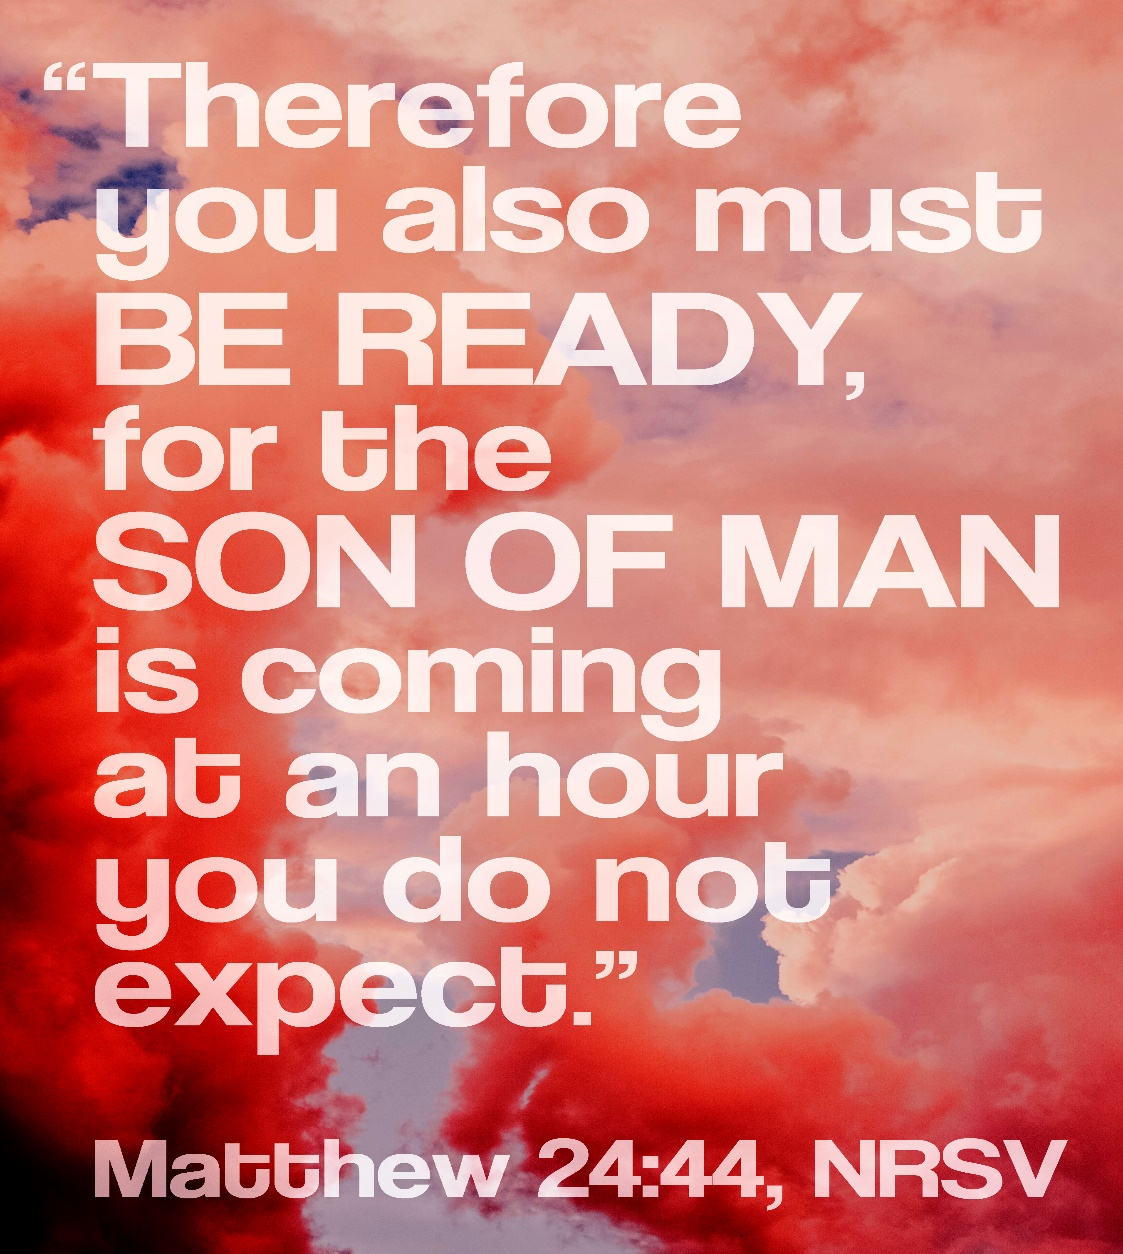 “Therefore
you also must
BE READY,
for the
SON OF MAN
is coming
at an hour
you do not
expect.”
Matthew 24:44, NRSV